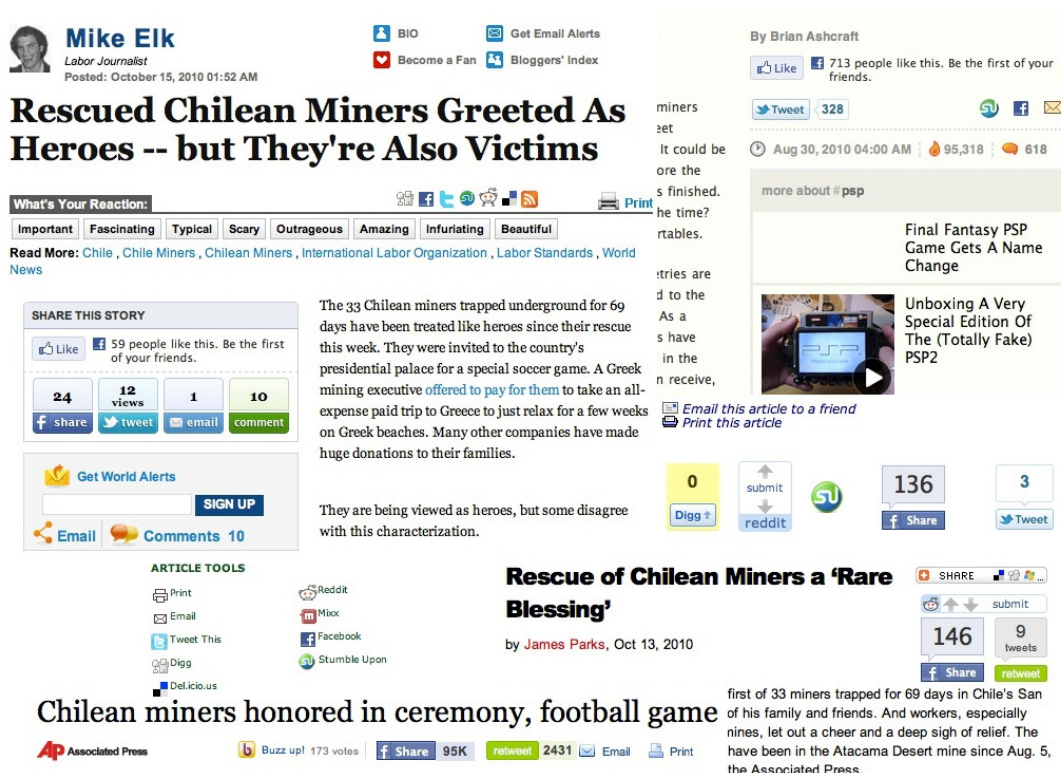 Mike Elk
Labor Journalist
Posted: October 15, 2010 01:52 AM
BIO
Get Email Alerts
Become a Fan
Bloggers' Index
Rescued Chilean Miners Greeted As
Heroes -- but They're Also Victims
What's Your Reaction:
Print
Important Fascinating Typical Scary Outrageous Amazing Infuriating Beautiful
Read More: Chile , Chile Miners , Chilean Miners , International Labor Organization , Labor Standards , World
News
SHARE THIS STORY
Like
f 59 people like this. Be the first
of your friends.
24
12
views
1
10
f share
tweet
email
comment
Get World Alerts
SIGN UP
Email
Comments 10
The 33 Chilean miners trapped underground for 69
days have been treated like heroes since their rescue
this week. They were invited to the country's
presidential palace for a special soccer game. A Greek
mining executive offered to pay for them to take an all-
expense paid trip to Greece to just relax for a few weeks
on Greek beaches. Many other companies have made
huge donations to their families.
They are being viewed as heroes, but some disagree
with this characterization.
miners
eet
It could be
ore the
s finished.
he time?
rtables.
etries are
d to the
As a
s have
in the
n receive,
By Brian Ashcraft
Like
f 713 people like this. Be the first of your
friends.
Tweet 328
Aug 30, 2010 04:00 AM 95,318 618
more about #psp
Final Fantasy PSP
Game Gets A Name
Change
PSP
Unboxing A Very
Special Edition Of
The (Totally Fake)
PSP2
Email this article to a friend
Print this article
0
Digg
submit
reddit
136
f Share
3
Tweet
ARTICLE TOOLS
Print
Email
Tweet This
Digg
Del.icio.us
Reddit
Mixx
Facebook
Stumble Upon
Rescue of Chilean Miners a ‘Rare
Blessing’
by James Parks, Oct 13, 2010
SHARE
submit
146
f Share
9
tweets
retweet
first of 33 miners trapped for 69 days in Chile's San
of his family and friends. And workers, especially
nines, let out a cheer and a deep sigh of relief. The
have been in the Atacama Desert mine since Aug. 5,
the Associated Press.
Chilean miners honored in ceremony, football game
AP Associated Press
Buzz up! 173 votes
f Share 95K
retweet 2431
Email
Print